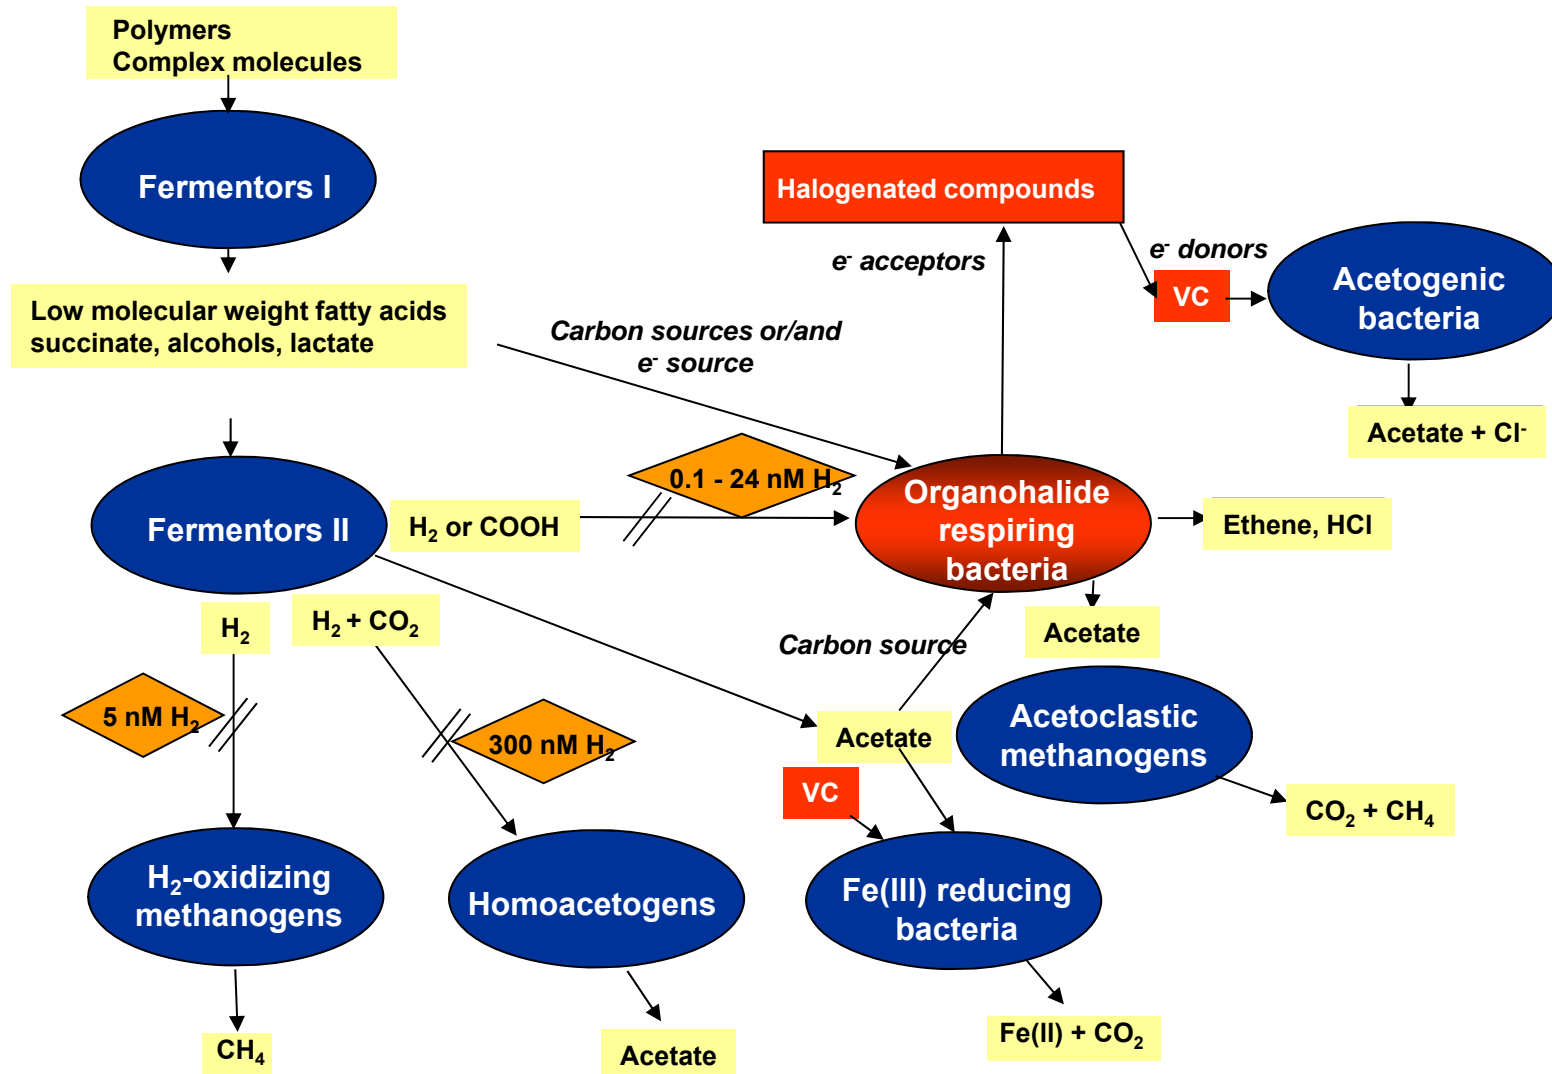 Polymers
Complex molecules
Fermentors I
Halogenated compounds
e⁻ acceptors
e⁻ donors
VC
Acetogenic
bacteria
Low molecular weight fatty acids
succinate, alcohols, lactate
Carbon sources or/and
e⁻ source
Acetate + Cl⁻
0.1 - 24 nM H₂
Fermentors II
H₂ or COOH
Organohalide
respiring
bacteria
Ethene, HCl
H₂
H₂ + CO₂
Acetate
Carbon source
5 nM H₂
300 nM H₂
Acetate
Acetoclastic
methanogens
VC
CO₂ + CH₄
H₂-oxidizing
methanogens
Homoacetogens
Fe(III) reducing
bacteria
CH₄
Acetate
Fe(II) + CO₂